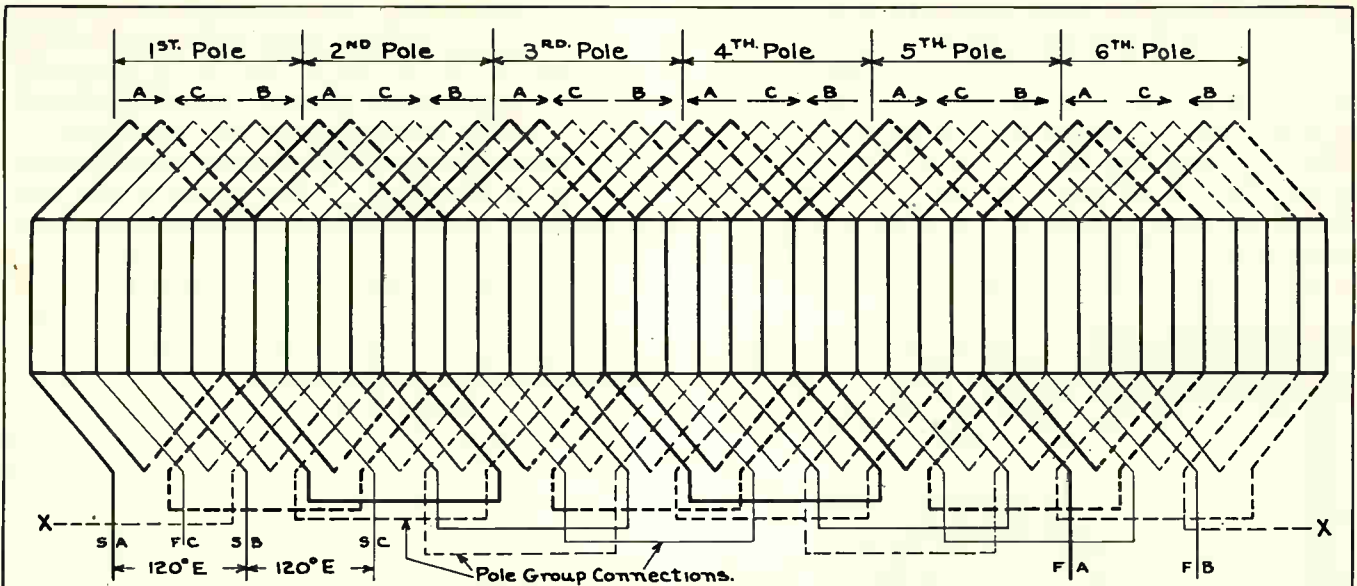 1ST. Pole 2ND Pole 3RD. Pole 4TH. Pole 5TH. Pole 6TH. Pole
A C B A C B A C B A C B A C B A C B
X X
S A F C S B S C F A F B
120°E 120°E
Pole Group Connections.